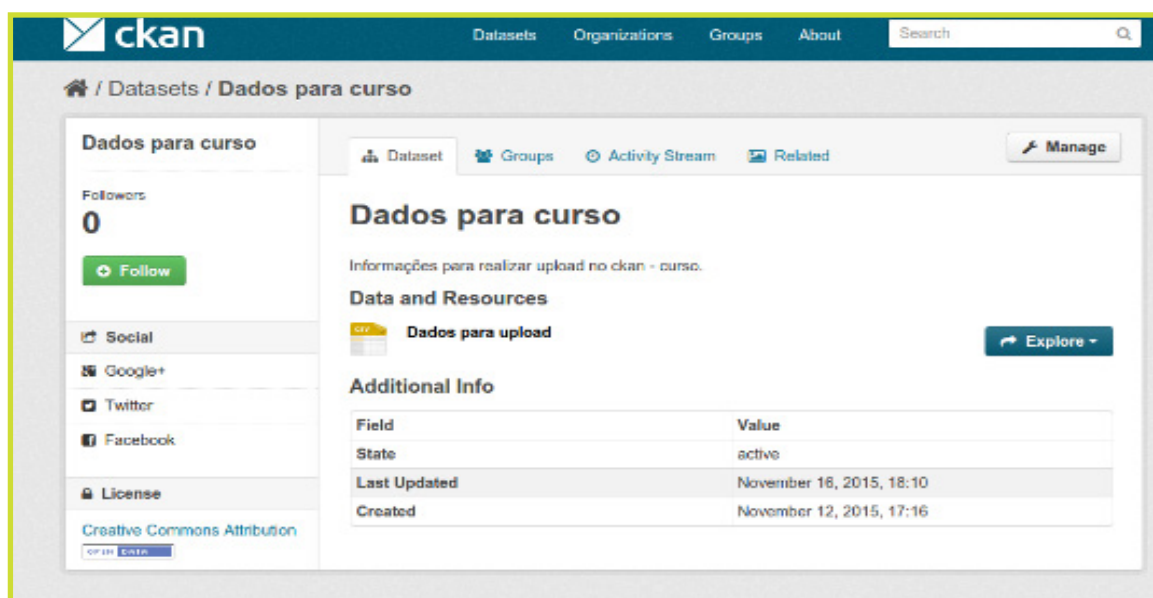 ckan
Datasets Organizations Groups About Search
/ Datasets / Dados para curso
Dados para curso
Followers
0
Follow
Social
Google+
Twitter
Facebook
License
Creative Commons Attribution
OPEN DATA
Dataset Groups Activity Stream Related Manage
Dados para curso
Informações para realizar upload no ckan - curso.
Data and Resources
CSV
Dados para upload
Explore
Additional Info
Field Value
State active
Last Updated November 16, 2015, 18:10
Created November 12, 2015, 17:16